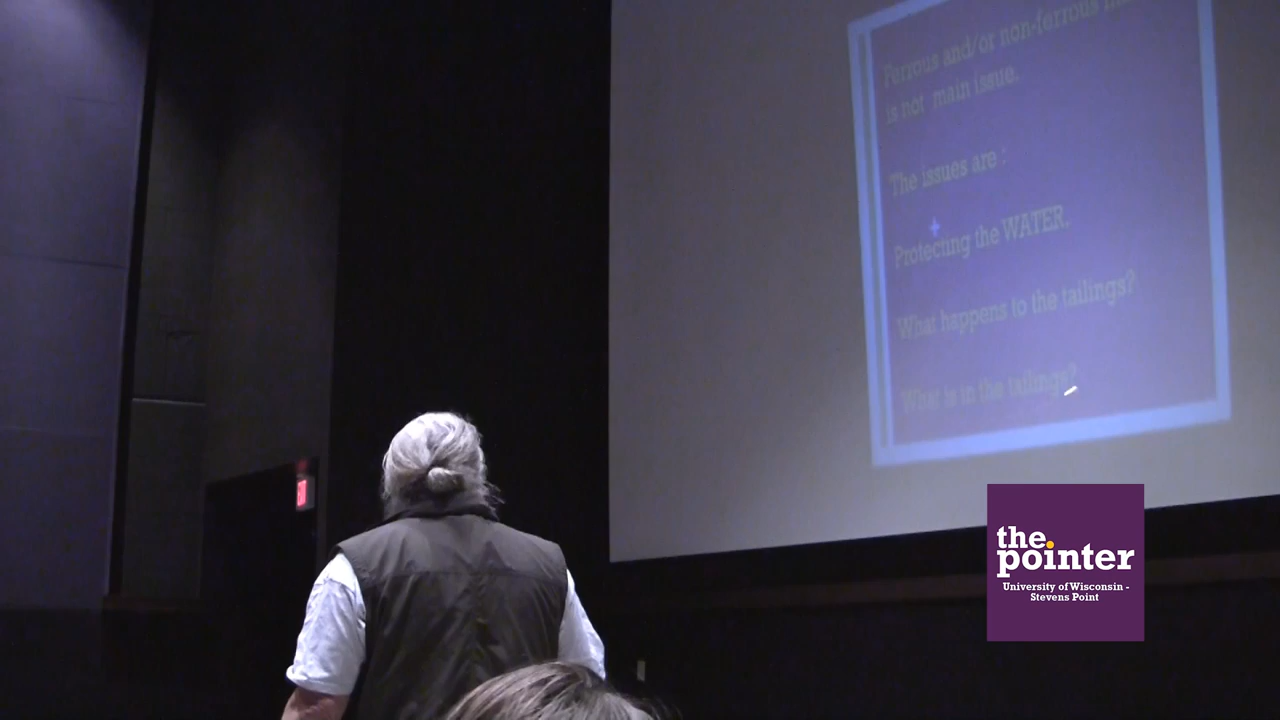 Ferrous and/or non-ferrous
is not main issue.
The issues are :
Protecting the WATER.
What happens to the tailings?
What is in the tailings?
the
pointer
University of Wisconsin -
Stevens Point